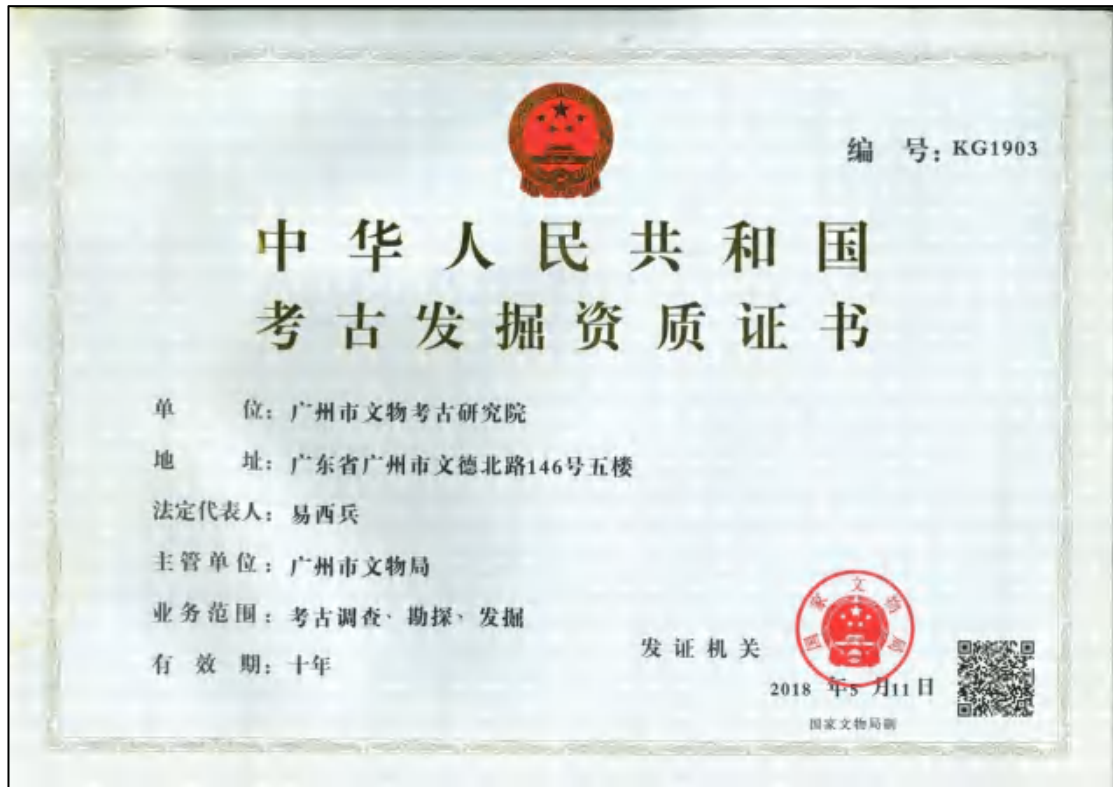 编 号：KG1903
中华人民共和国
考古发掘资质证书
单 位：广州市文物考古研究院
地 址：广东省广州市文德北路146号五楼
法定代表人：易西兵
主管单位：广州市文物局
业务范围：考古调查、勘探、发掘
有 效 期：十年
发证机关
国家文物局
2018 年5 月11日
国家文物局制